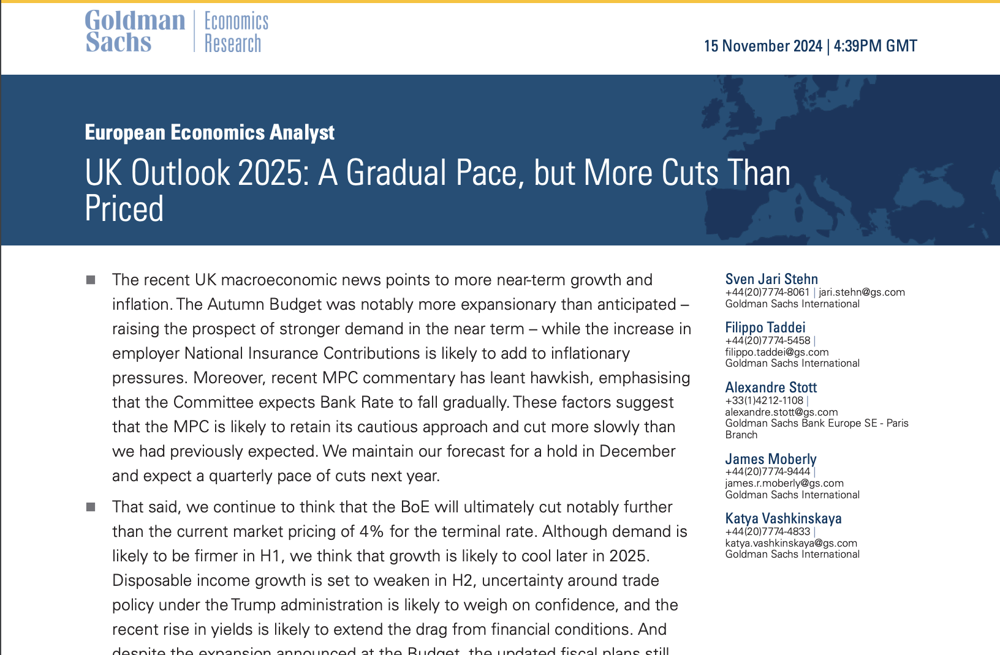 Goldman
Sachs
Economics
Research
15 November 2024 | 4:39PM GMT
European Economics Analyst
UK Outlook 2025: A Gradual Pace, but More Cuts Than
Priced
■ The recent UK macroeconomic news points to more near-term growth and
inflation. The Autumn Budget was notably more expansionary than anticipated –
raising the prospect of stronger demand in the near term – while the increase in
employer National Insurance Contributions is likely to add to inflationary
pressures. Moreover, recent MPC commentary has leant hawkish, emphasising
that the Committee expects Bank Rate to fall gradually. These factors suggest
that the MPC is likely to retain its cautious approach and cut more slowly than
we had previously expected. We maintain our forecast for a hold in December
and expect a quarterly pace of cuts next year.
■ That said, we continue to think that the BoE will ultimately cut notably further
than the current market pricing of 4% for the terminal rate. Although demand is
likely to be firmer in H1, we think that growth is likely to cool later in 2025.
Disposable income growth is set to weaken in H2, uncertainty around trade
policy under the Trump administration is likely to weigh on confidence, and the
recent rise in yields is likely to extend the drag from financial conditions. And
despite the expansion announced at the Budget, the updated fiscal plans still
Sven Jari Stehn
+44(20)7774-8061 | jari.stehn@gs.com
Goldman Sachs International
Filippo Taddei
+44(20)7774-5458 |
filippo.taddei@gs.com
Goldman Sachs International
Alexandre Stott
+33(1)4212-1108 |
alexandre.stott@gs.com
Goldman Sachs Bank Europe SE - Paris
Branch
James Moberly
+44(20)7774-9444 |
james.r.moberly@gs.com
Goldman Sachs International
Katya Vashkinskaya
+44(20)7774-4833 |
katya.vashkinskaya@gs.com
Goldman Sachs International